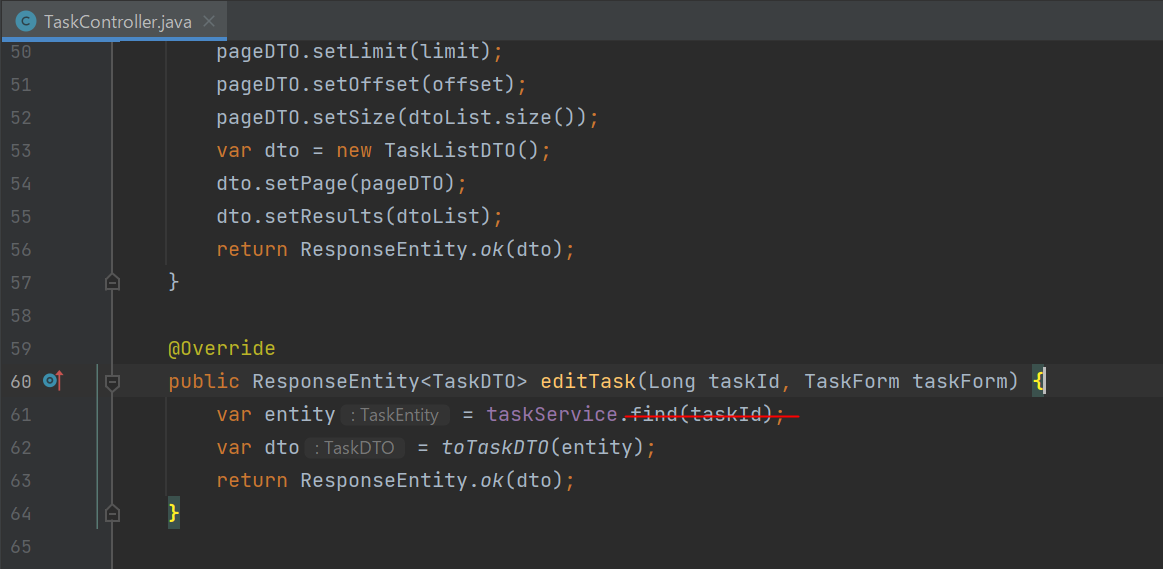 TaskController.java
50 pageDTO.setLimit(limit);
51 pageDTO.setOffset(offset);
52 pageDTO.setSize(dtoList.size());
53 var dto = new TaskListDTO();
54 dto.setPage(pageDTO);
55 dto.setResults(dtoList);
56 return ResponseEntity.ok(dto);
57 }
58
59 @Override
60 public ResponseEntity<TaskDTO> editTask(Long taskId, TaskForm taskForm) {
61 var entity : TaskEntity = taskService.find(taskId);
62 var dto : TaskDTO = toTaskDTO(entity);
63 return ResponseEntity.ok(dto);
64 }
65